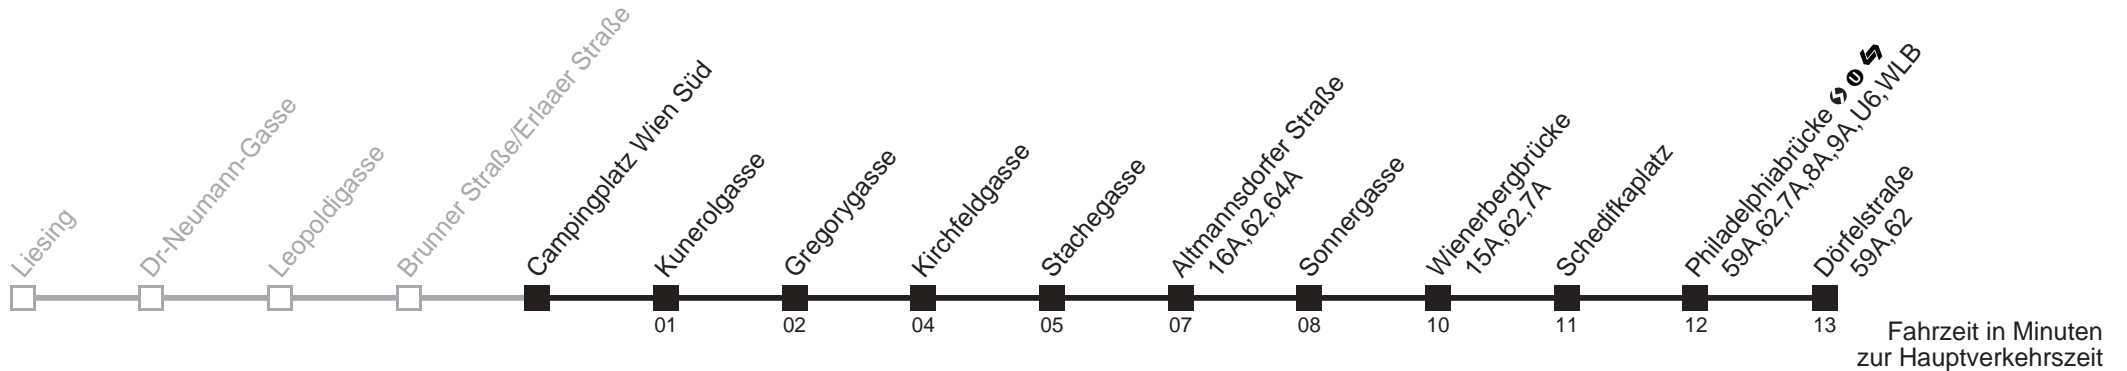 Liesing
Dr-Neumann-Gasse
Leopoldigasse
Brunner Straße/Erlaaer Straße
Campingplatz Wien Süd
Kunerolgasse
01
Gregorygasse
02
Kirchfeldgasse
04
Stachegasse
05
Altmannsdorfer Straße
16A,62,64A
07
Sonnergasse
08
Wienerbergbrücke
15A,62,7A
10
Schedifkaplatz
11
Philadelphiabrücke
59A,62,7A,8A,9A,U6,WLB
12
Dörfelstraße
59A,62
13
Fahrzeit in Minuten
zur Hauptverkehrszeit